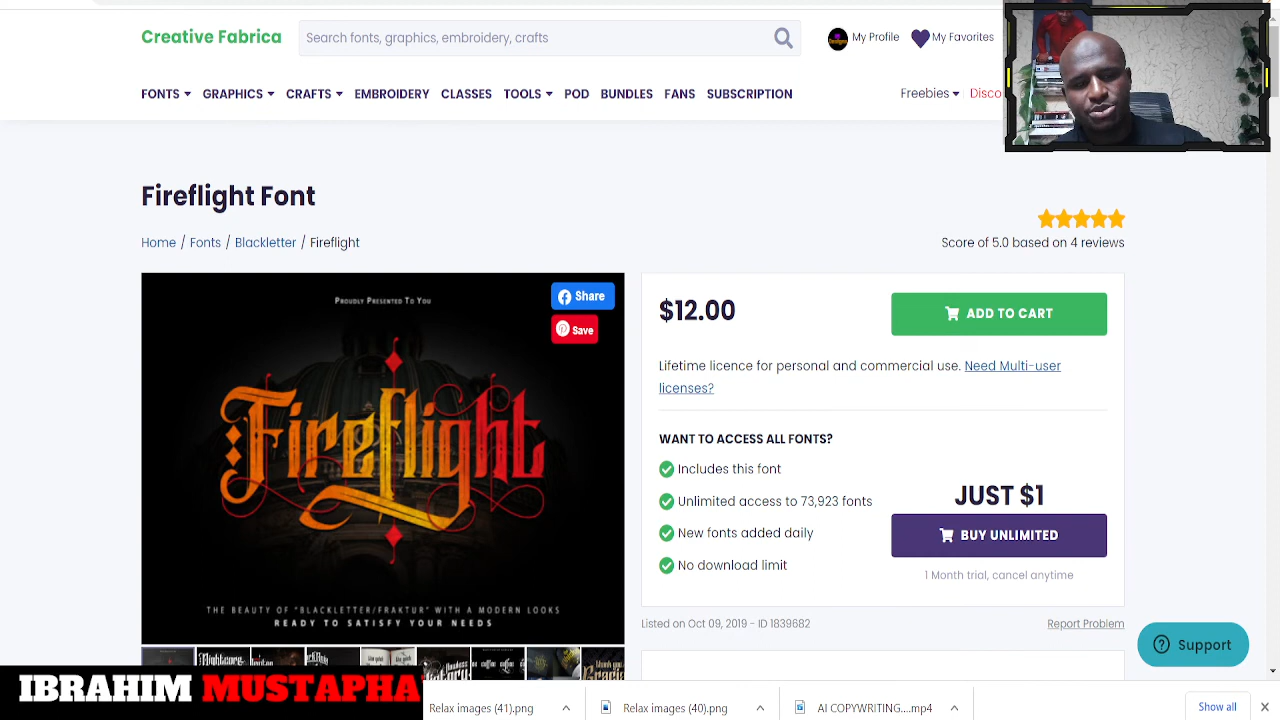 Creative Fabrica
Search fonts, graphics, embroidery, crafts
My Profile
My Favorites
FONTS GRAPHICS CRAFTS EMBROIDERY CLASSES TOOLS POD BUNDLES FANS SUBSCRIPTION
Freebies Disco
Fireflight Font
Home / Fonts / Blackletter / Fireflight
Score of 5.0 based on 4 reviews
PROUDLY PRESENTED TO YOU
Share
Save
Fireflight
THE BEAUTY OF "BLACKLETTER/FRAKTUR" WITH A MODERN LOOKS
READY TO SATISFY YOUR NEEDS
$12.00
ADD TO CART
Lifetime licence for personal and commercial use. Need Multi-user
licenses?
WANT TO ACCESS ALL FONTS?
Includes this font
Unlimited access to 73,923 fonts
New fonts added daily
No download limit
JUST $1
BUY UNLIMITED
1 Month trial, cancel anytime
Listed on Oct 09, 2019 - ID 1839682
Report Problem
Support
IBRAHIM MUSTAPHA
Relax images (41).png
Relax images (40).png
AI COPYWRITING....mp4
Show all